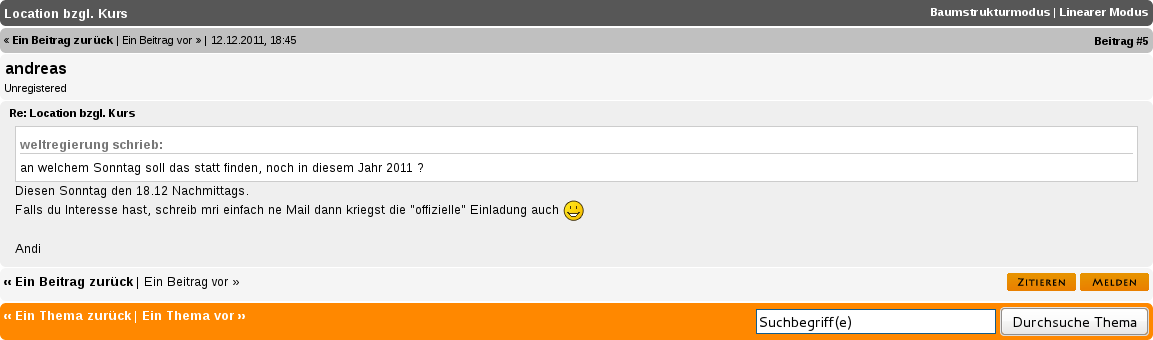 Location bzgl. Kurs
Baumstrukturmodus | Linearer Modus
« Ein Beitrag zurück | Ein Beitrag vor » | 12.12.2011, 18:45
Beitrag #5
andreas
Unregistered
Re: Location bzgl. Kurs
weltregierung schrieb:
an welchem Sonntag soll das statt finden, noch in diesem Jahr 2011 ?
Diesen Sonntag den 18.12 Nachmittags.
Falls du Interesse hast, schreib mri einfach ne Mail dann kriegst die "offizielle" Einladung auch
Andi
« Ein Beitrag zurück | Ein Beitrag vor »
Zitieren
Melden
« Ein Thema zurück | Ein Thema vor »
Suchbegriff(e)
Durchsuche Thema